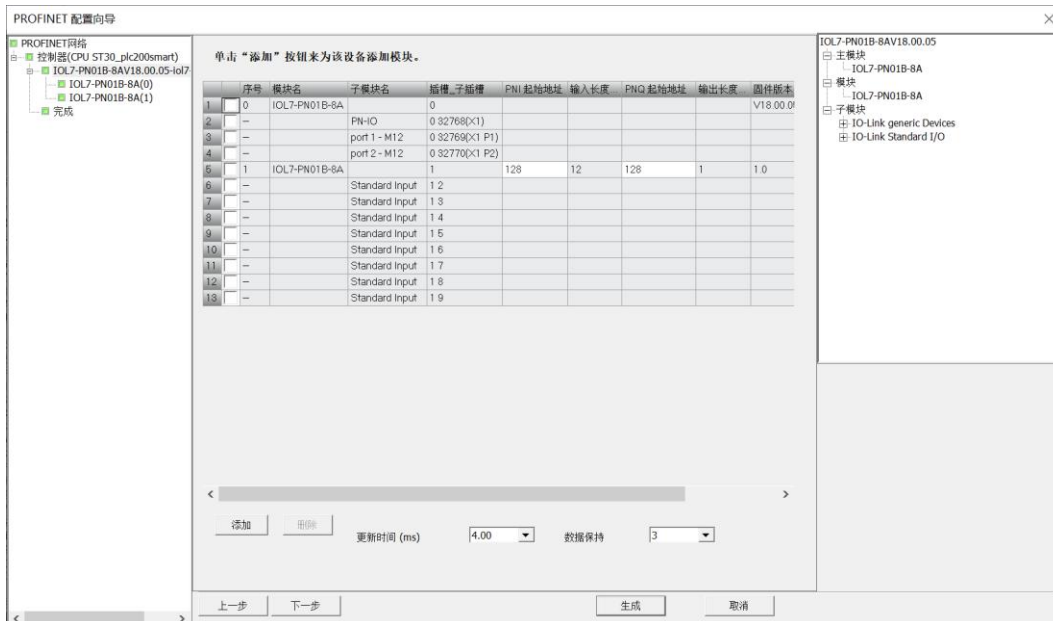 PROFINET 配置向导
PROFINET网络
控制器(CPU ST30_plc200smart)
IOL7-PN01B-8AV18.00.05-iol7-
IOL7-PN01B-8A(0)
IOL7-PN01B-8A(1)
完成
单击“添加”按钮来为该设备添加模块。
序号 模块名 子模块名 插槽_子插槽 PNI 起始地址 输入长度... PNQ 起始地址 输出长度... 固件版本
1 0 IOL7-PN01B-8A 0 V18.00.0
2 -- PN-IO 0 32768(X1)
3 -- port 1 - M12 0 32769(X1 P1)
4 -- port 2 - M12 0 32770(X1 P2)
5 1 IOL7-PN01B-8A 1 128 12 128 1 1.0
6 -- Standard Input 1 2
7 -- Standard Input 1 3
8 -- Standard Input 1 4
9 -- Standard Input 1 5
10 -- Standard Input 1 6
11 -- Standard Input 1 7
12 -- Standard Input 1 8
13 -- Standard Input 1 9
添加 删除 更新时间 (ms) 4.00 数据保持 3
上一步 下一步 生成 取消
IOL7-PN01B-8AV18.00.05
主模块
IOL7-PN01B-8A
模块
IOL7-PN01B-8A
子模块
IO-Link generic Devices
IO-Link Standard I/O